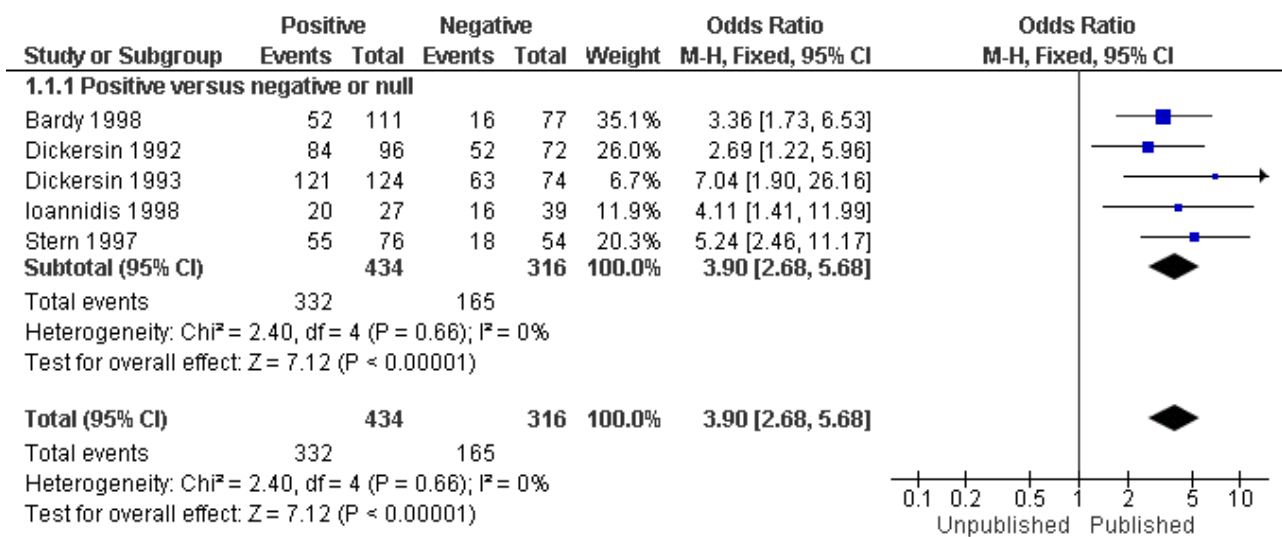 Positive Negative Odds Ratio Odds Ratio
Study or Subgroup Events Total Events Total Weight M-H, Fixed, 95% CI M-H, Fixed, 95% CI
1.1.1 Positive versus negative or null
Bardy 1998 52 111 16 77 35.1% 3.36 [1.73, 6.53]
Dickersin 1992 84 96 52 72 26.0% 2.69 [1.22, 5.96]
Dickersin 1993 121 124 63 74 6.7% 7.04 [1.90, 26.16]
Ioannidis 1998 20 27 16 39 11.9% 4.11 [1.41, 11.99]
Stern 1997 55 76 18 54 20.3% 5.24 [2.46, 11.17]
Subtotal (95% CI) 434 316 100.0% 3.90 [2.68, 5.68]
Total events 332 165
Heterogeneity: Chi² = 2.40, df = 4 (P = 0.66); I² = 0%
Test for overall effect: Z = 7.12 (P < 0.00001)
Total (95% CI) 434 316 100.0% 3.90 [2.68, 5.68]
Total events 332 165
Heterogeneity: Chi² = 2.40, df = 4 (P = 0.66); I² = 0%
Test for overall effect: Z = 7.12 (P < 0.00001)
0.1 0.2 0.5 1 2 5 10
Unpublished Published